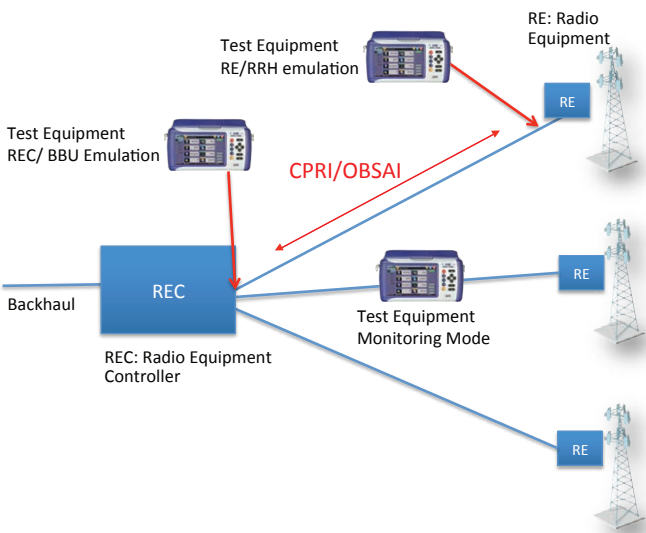 RE: Radio
Equipment
Test Equipment
RE/RRH emulation
RE
Test Equipment
REC/ BBU Emulation
CPRI/OBSAI
REC
RE
Backhaul
Test Equipment
Monitoring Mode
REC: Radio Equipment
Controller
RE